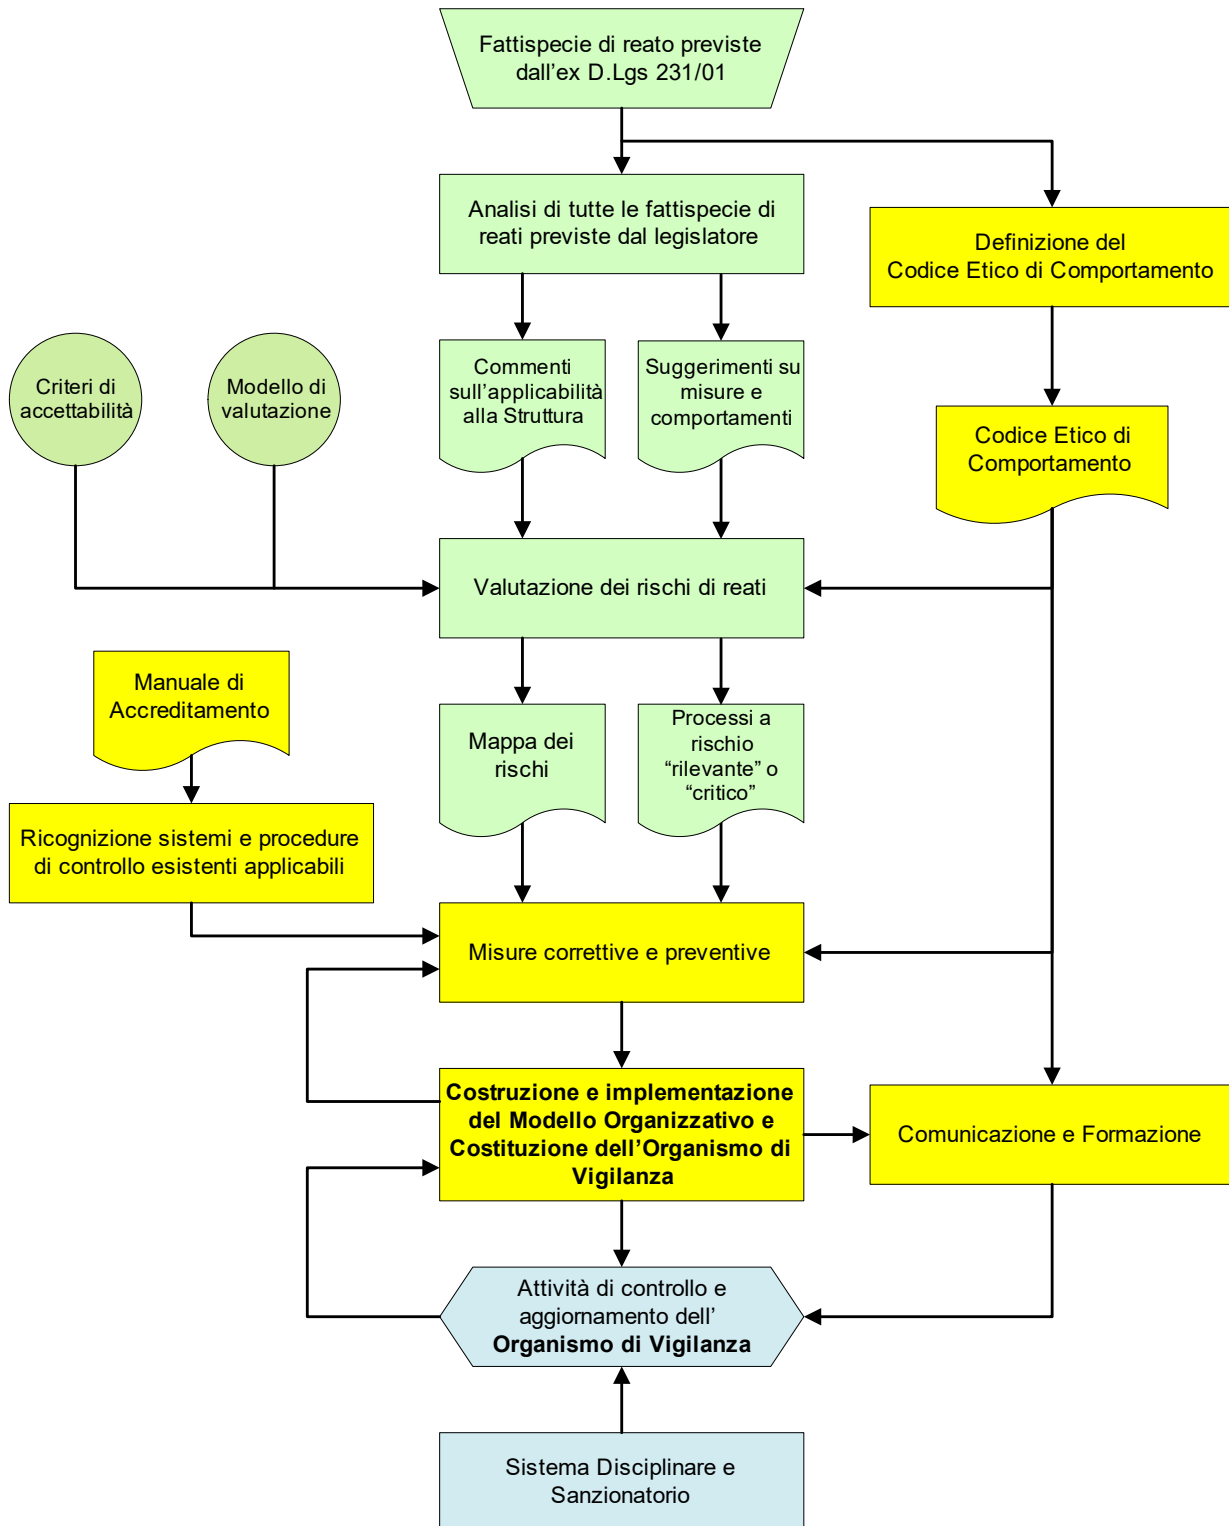 Fattispecie di reato previste
dall'ex D.Lgs 231/01
Analisi di tutte le fattispecie di
reati previste dal legislatore
Definizione del
Codice Etico di Comportamento
Criteri di
accettabilità
Modello di
valutazione
Commenti
sull'applicabilità
alla Struttura
Suggerimenti su
misure e
comportamenti
Codice Etico di
Comportamento
Valutazione dei rischi di reati
Manuale di
Accreditamento
Mappa dei
rischi
Processi a
rischio
“rilevante” o
“critico”
Ricognizione sistemi e procedure
di controllo esistenti applicabili
Misure correttive e preventive
Costruzione e implementazione
del Modello Organizzativo e
Costituzione dell'Organismo di
Vigilanza
Comunicazione e Formazione
Attività di controllo e
aggiornamento dell'
Organismo di Vigilanza
Sistema Disciplinare e
Sanzionatorio